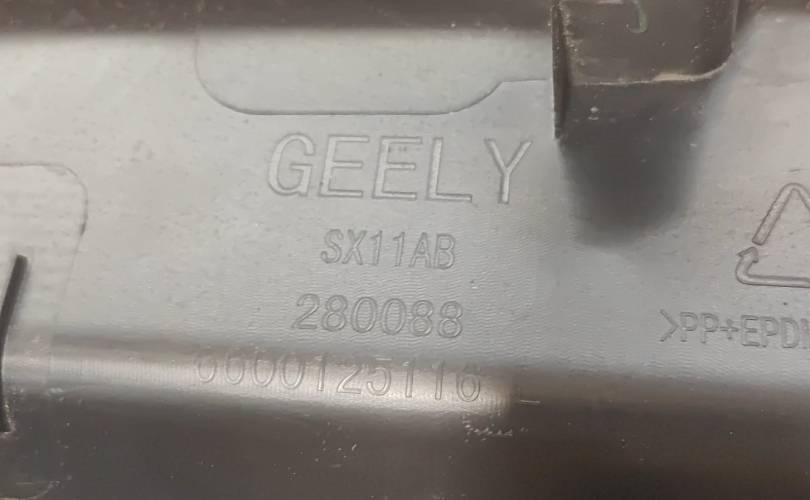 GEELY
SX11AB
280088
>PP+EPDM
6600125116